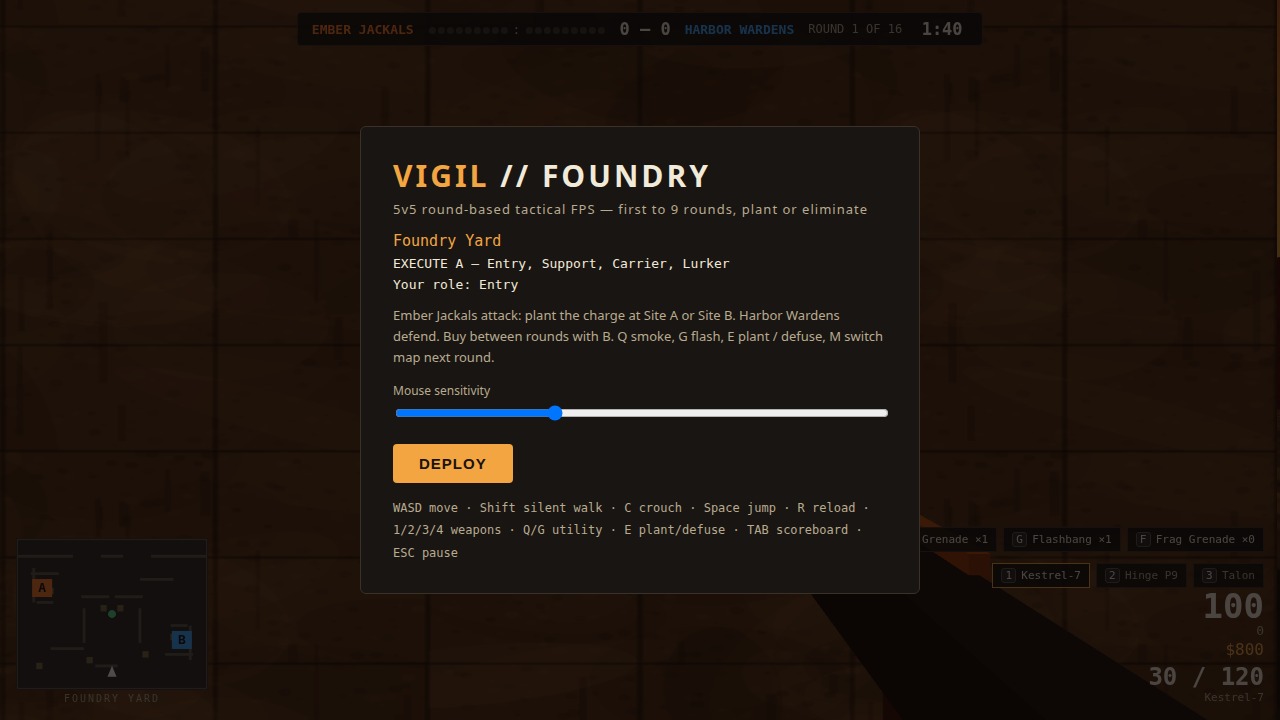 EMBER JACKALS : 0 — 0 HARBOR WARDENS ROUND 1 OF 16 1:40
VIGIL // FOUNDRY
5v5 round-based tactical FPS — first to 9 rounds, plant or eliminate
Foundry Yard
EXECUTE A — Entry, Support, Carrier, Lurker
Your role: Entry
Ember Jackals attack: plant the charge at Site A or Site B. Harbor Wardens
defend. Buy between rounds with B. Q smoke, G flash, E plant / defuse, M switch
map next round.
Mouse sensitivity
DEPLOY
WASD move · Shift silent walk · C crouch · Space jump · R reload ·
1/2/3/4 weapons · Q/G utility · E plant/defuse · TAB scoreboard ·
ESC pause
Grenade ×1 G Flashbang ×1 F Frag Grenade ×0
1 Kestrel-7 2 Hinge P9 3 Talon
100
0
$800
30 / 120
Kestrel-7
A
B
FOUNDRY YARD